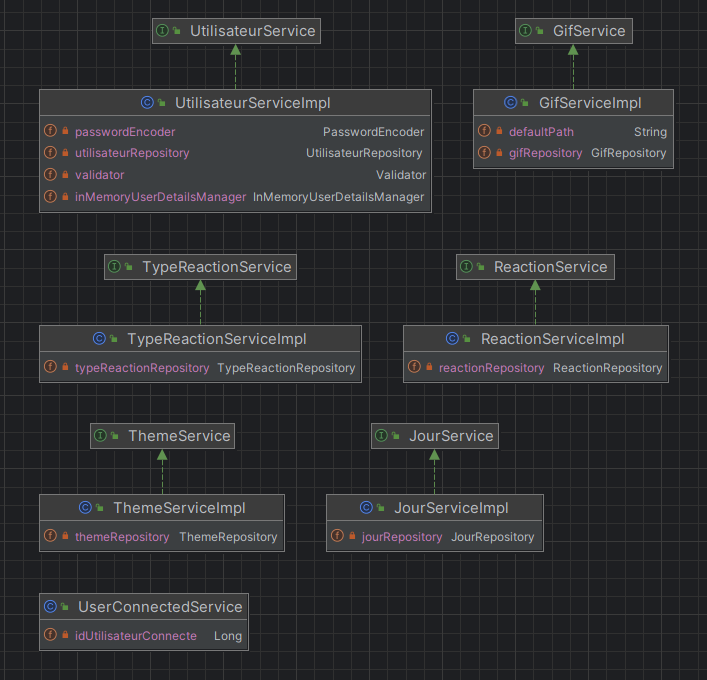 UtilisateurService
GifService
UtilisateurServiceImpl
passwordEncoder PasswordEncoder
utilisateurRepository UtilisateurRepository
validator Validator
inMemoryUserDetailsManager InMemoryUserDetailsManager
GifServiceImpl
defaultPath String
gifRepository GifRepository
TypeReactionService
ReactionService
TypeReactionServiceImpl
typeReactionRepository TypeReactionRepository
ReactionServiceImpl
reactionRepository ReactionRepository
ThemeService
JourService
ThemeServiceImpl
themeRepository ThemeRepository
JourServiceImpl
jourRepository JourRepository
UserConnectedService
idUtilisateurConnecte Long